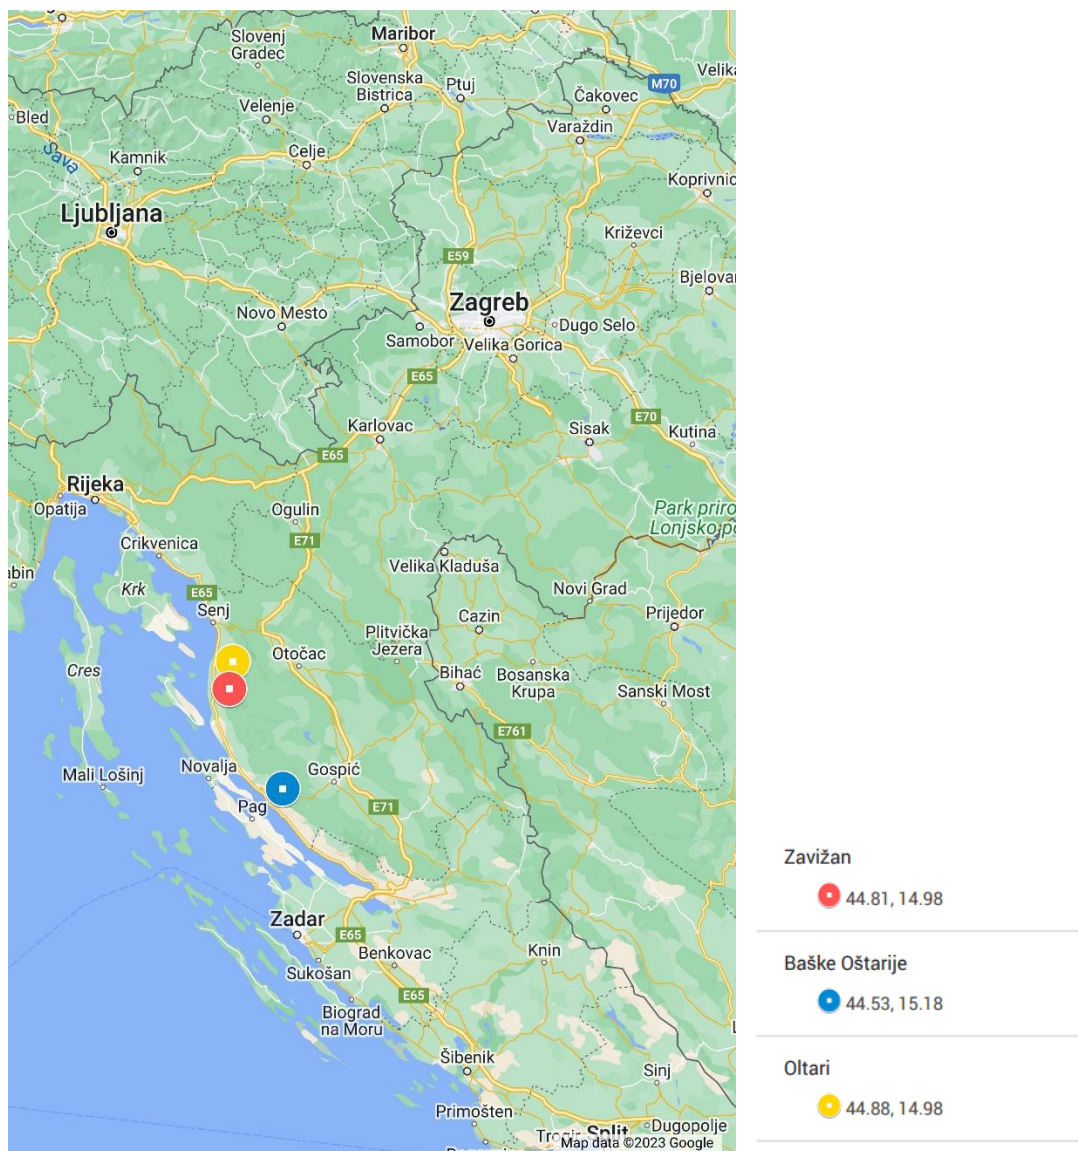 Maribor
Slovenj
Gradec
Slovenska
Bistrica
Ptuj
M70
Velika
Čakovec
Velenje
Bled
Varaždin
Sava
Kamnik
Celje
Koprivnic
Ljubljana
Križevci
E59
Bjelovar
Zagreb
Novo Mesto
Dugo Selo
Samobor
Velika Gorica
E65
E70
Karlovac
Sisak
Kutina
E65
Rijeka
Opatija
Ogulin
Park priro
Lonjsko po
E71
Crikvenica
Velika Kladuša
abin
Krk
E65
Novi Grad
Senj
Cazin
Prijedor
Plitvička
Jezera
Otočac
Cres
Bihać
Bosanska
Krupa
Sanski Most
E761
Novalja
Gospić
Mali Lošinj
Pag
E71
Zadar
E65
Benkovac
Knin
Sukošan
E65
Biograd
na Moru
Šibenik
Sinj
Primošten
Dugopolje
Trogir
Split
Map data ©2023 Google
Zavižan
44.81, 14.98
Baške Oštarije
44.53, 15.18
Oltari
44.88, 14.98